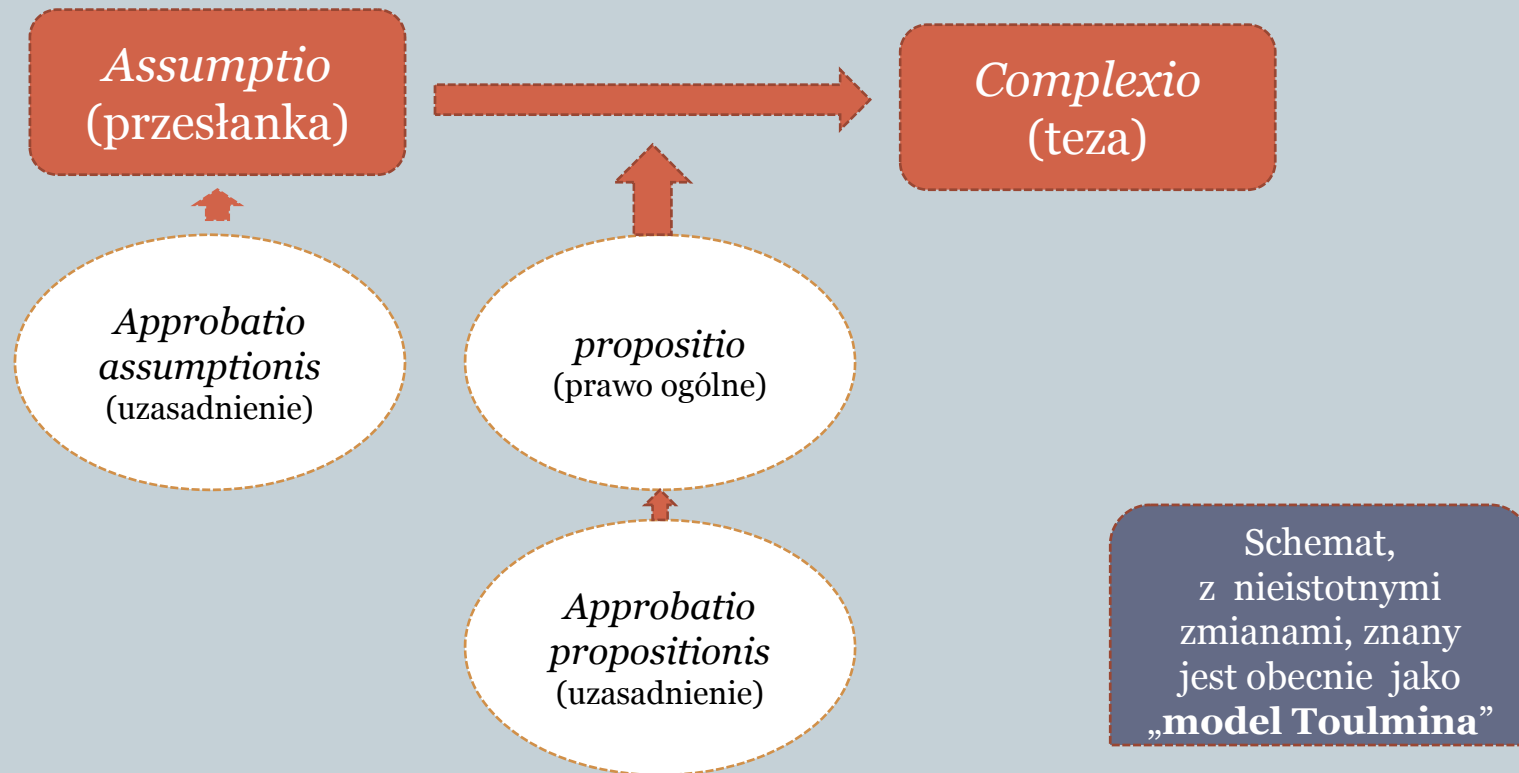 Assumptio
(przesłanka)
Complexio
(teza)
Approbatio
assumptionis
(uzasadnienie)
propositio
(prawo ogólne)
Approbatio
propositionis
(uzasadnienie)
Schemat,
z nieistotnymi
zmianami, znany
jest obecnie jako
„model Toulmina”